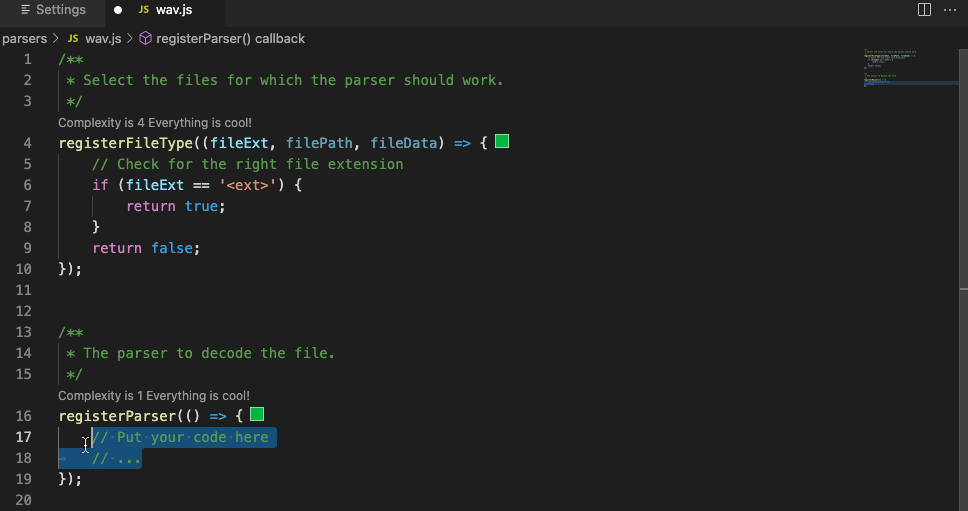 Settings
JS wav.js
parsers > JS wav.js > registerParser() callback
1 /**
2 * Select the files for which the parser should work.
3 */
Complexity is 4 Everything is cool!
4 registerFileType((fileExt, filePath, fileData) => {
5 // Check for the right file extension
6 if (fileExt == '<ext>') {
7 return true;
8 }
9 return false;
10 });
11
12
13 /**
14 * The parser to decode the file.
15 */
Complexity is 1 Everything is cool!
16 registerParser(() => {
17 // Put your code here
18 // ...
19 });
20